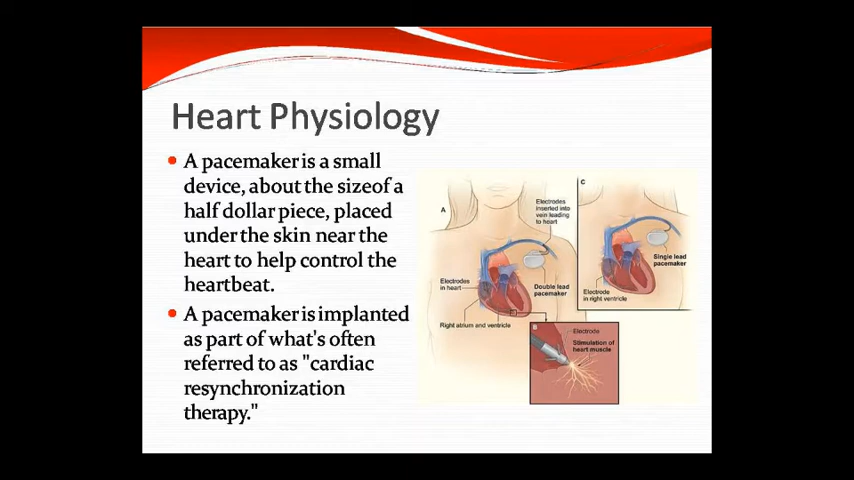 Heart Physiology
A pacemaker is a small
device, about the sizeof a
half dollar piece, placed
under the skin near the
heart to help control the
heartbeat.
A pacemaker is implanted
as part of what's often
referred to as "cardiac
resynchronization
therapy."
A
Electrodes
inserted into
vein leading
to heart
Electrodes
in heart
Double lead
pacemaker
Right atrium and ventricle
C
Single lead
pacemaker
Electrode
in right ventricle
B
Electrode
Stimulation of
heart muscle